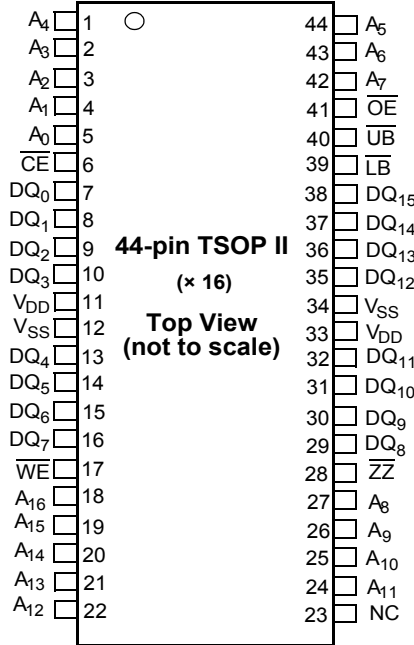 A4 1 44 A5
A3 2 43 A6
A2 3 42 A7
A1 4 41 OE
A0 5 40 UB
CE 6 39 LB
DQ0 7 38 DQ15
DQ1 8 37 DQ14
DQ2 9 36 DQ13
DQ3 10 35 DQ12
VDD 11 34 VSS
VSS 12 33 VDD
DQ4 13 32 DQ11
DQ5 14 31 DQ10
DQ6 15 30 DQ9
DQ7 16 29 DQ8
WE 17 28 ZZ
A16 18 27 A8
A15 19 26 A9
A14 20 25 A10
A13 21 24 A11
A12 22 23 NC
44-pin TSOP II
(× 16)
Top View
(not to scale)